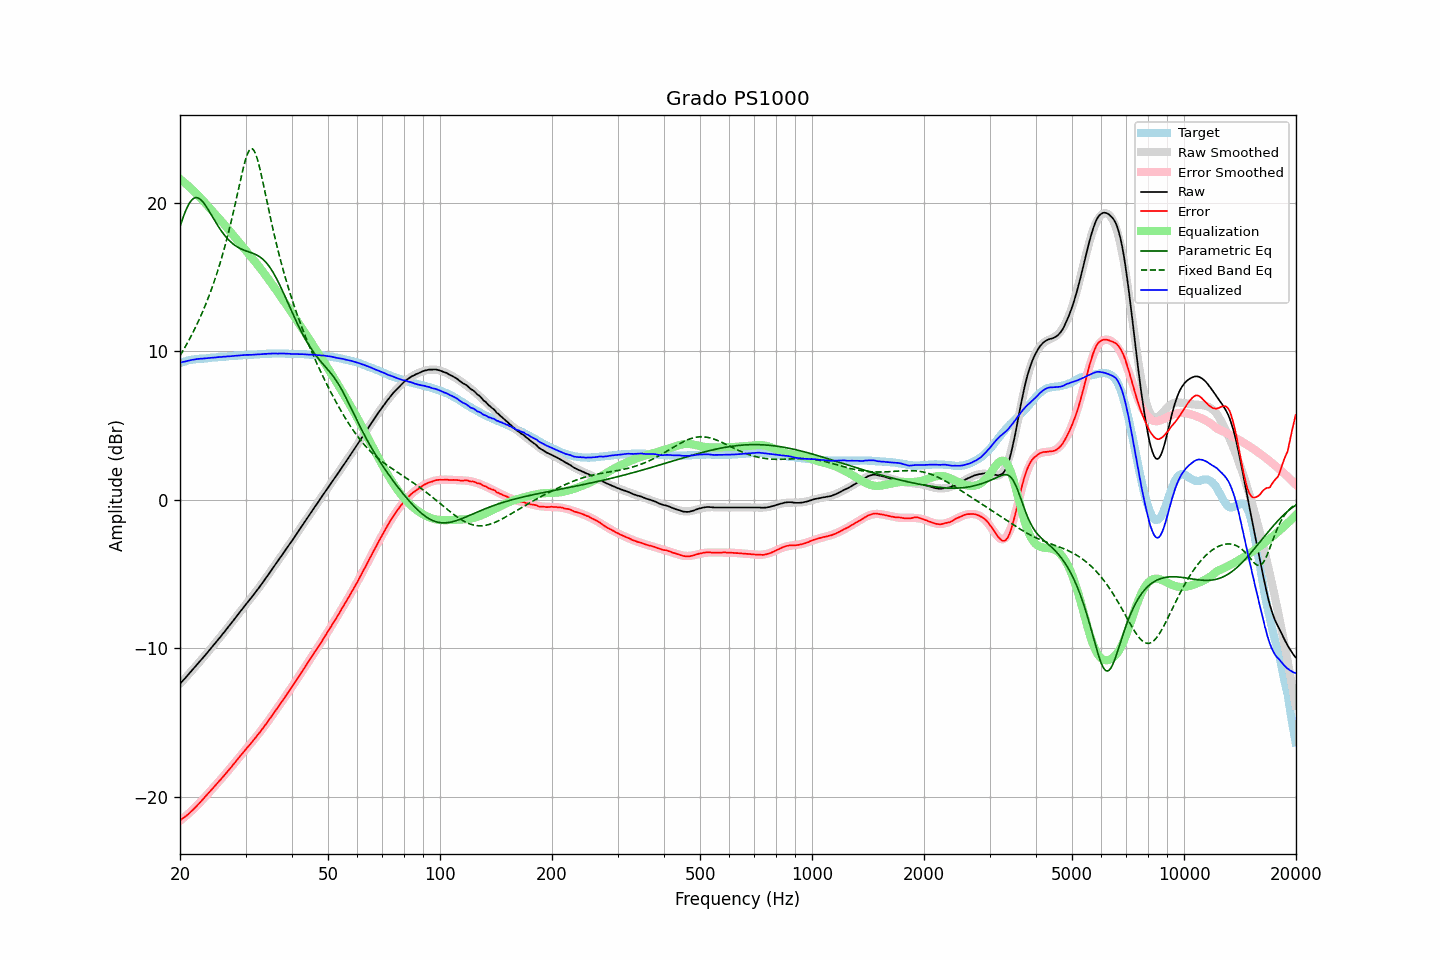 Grado PS1000
Amplitude (dBr)
20
10
0
−10
−20
Target
Raw Smoothed
Error Smoothed
Raw
Error
Equalization
Parametric Eq
Fixed Band Eq
Equalized
20 50 100 200 500 1000 2000 5000 10000 20000
Frequency (Hz)